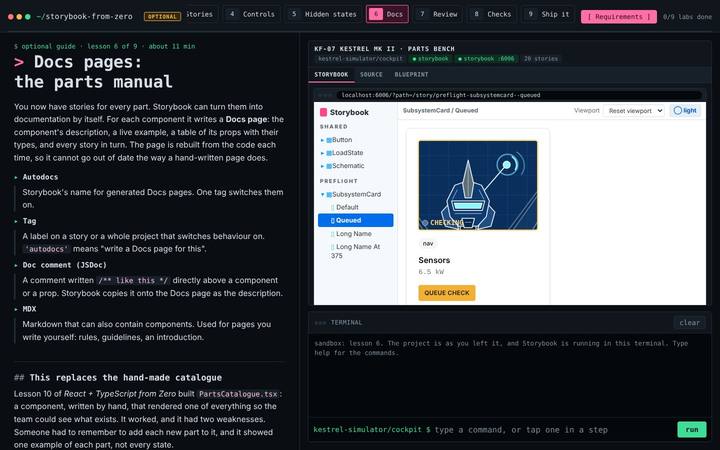 ~/storybook-from-zero
OPTIONAL
Stories
4 Controls
5 Hidden states
6 Docs
7 Review
8 Checks
9 Ship it
[ Requirements ]
0/9 labs done
$ optional guide · lesson 6 of 9 · about 11 min
> Docs pages:
the parts manual
You now have stories for every part. Storybook can turn them into
documentation by itself. For each component it writes a Docs page: the
component's description, a live example, a table of its props with their
types, and every story in turn. The page is rebuilt from the code each
time, so it cannot go out of date the way a hand-written page does.
▸ Autodocs
Storybook's name for generated Docs pages. One tag switches them
on.
▸ Tag
A label on a story or a whole project that switches behaviour on.
'autodocs' means "write a Docs page for this".
▸ Doc comment (JSDoc)
A comment written /** like this */ directly above a component
or a prop. Storybook copies it onto the Docs page as the description.
▸ MDX
Markdown that can also contain components. Used for pages you
write yourself: rules, guidelines, an introduction.
## This replaces the hand-made catalogue
Lesson 10 of React + TypeScript from Zero built PartsCatalogue.tsx:
a component, written by hand, that rendered one of everything so the
team could see what exists. It worked, and it had two weaknesses.
Someone had to remember to add each new part to it, and it showed
one example of each part, not every state.
KF-07 KESTREL MK II · PARTS BENCH
kestrel-simulator/cockpit
● storybook
● storybook :6006
20 stories
STORYBOOK
SOURCE
BLUEPRINT
localhost:6006/?path=/story/preflight-subsystemcard--queued
Storybook
SHARED
▸ Button
▸ LoadState
▸ Schematic
PREFLIGHT
▾ SubsystemCard
Default
Queued
Long Name
Long Name At
375
SubsystemCard / Queued
Viewport
Reset viewport
light
CHECKING
nav
Sensors
6.5 kW
QUEUE CHECK
TERMINAL
clear
sandbox: lesson 6. The project is as you left it, and Storybook is running in this terminal. Type
help for the commands.
kestrel-simulator/cockpit $ type a command, or tap one in a step
run